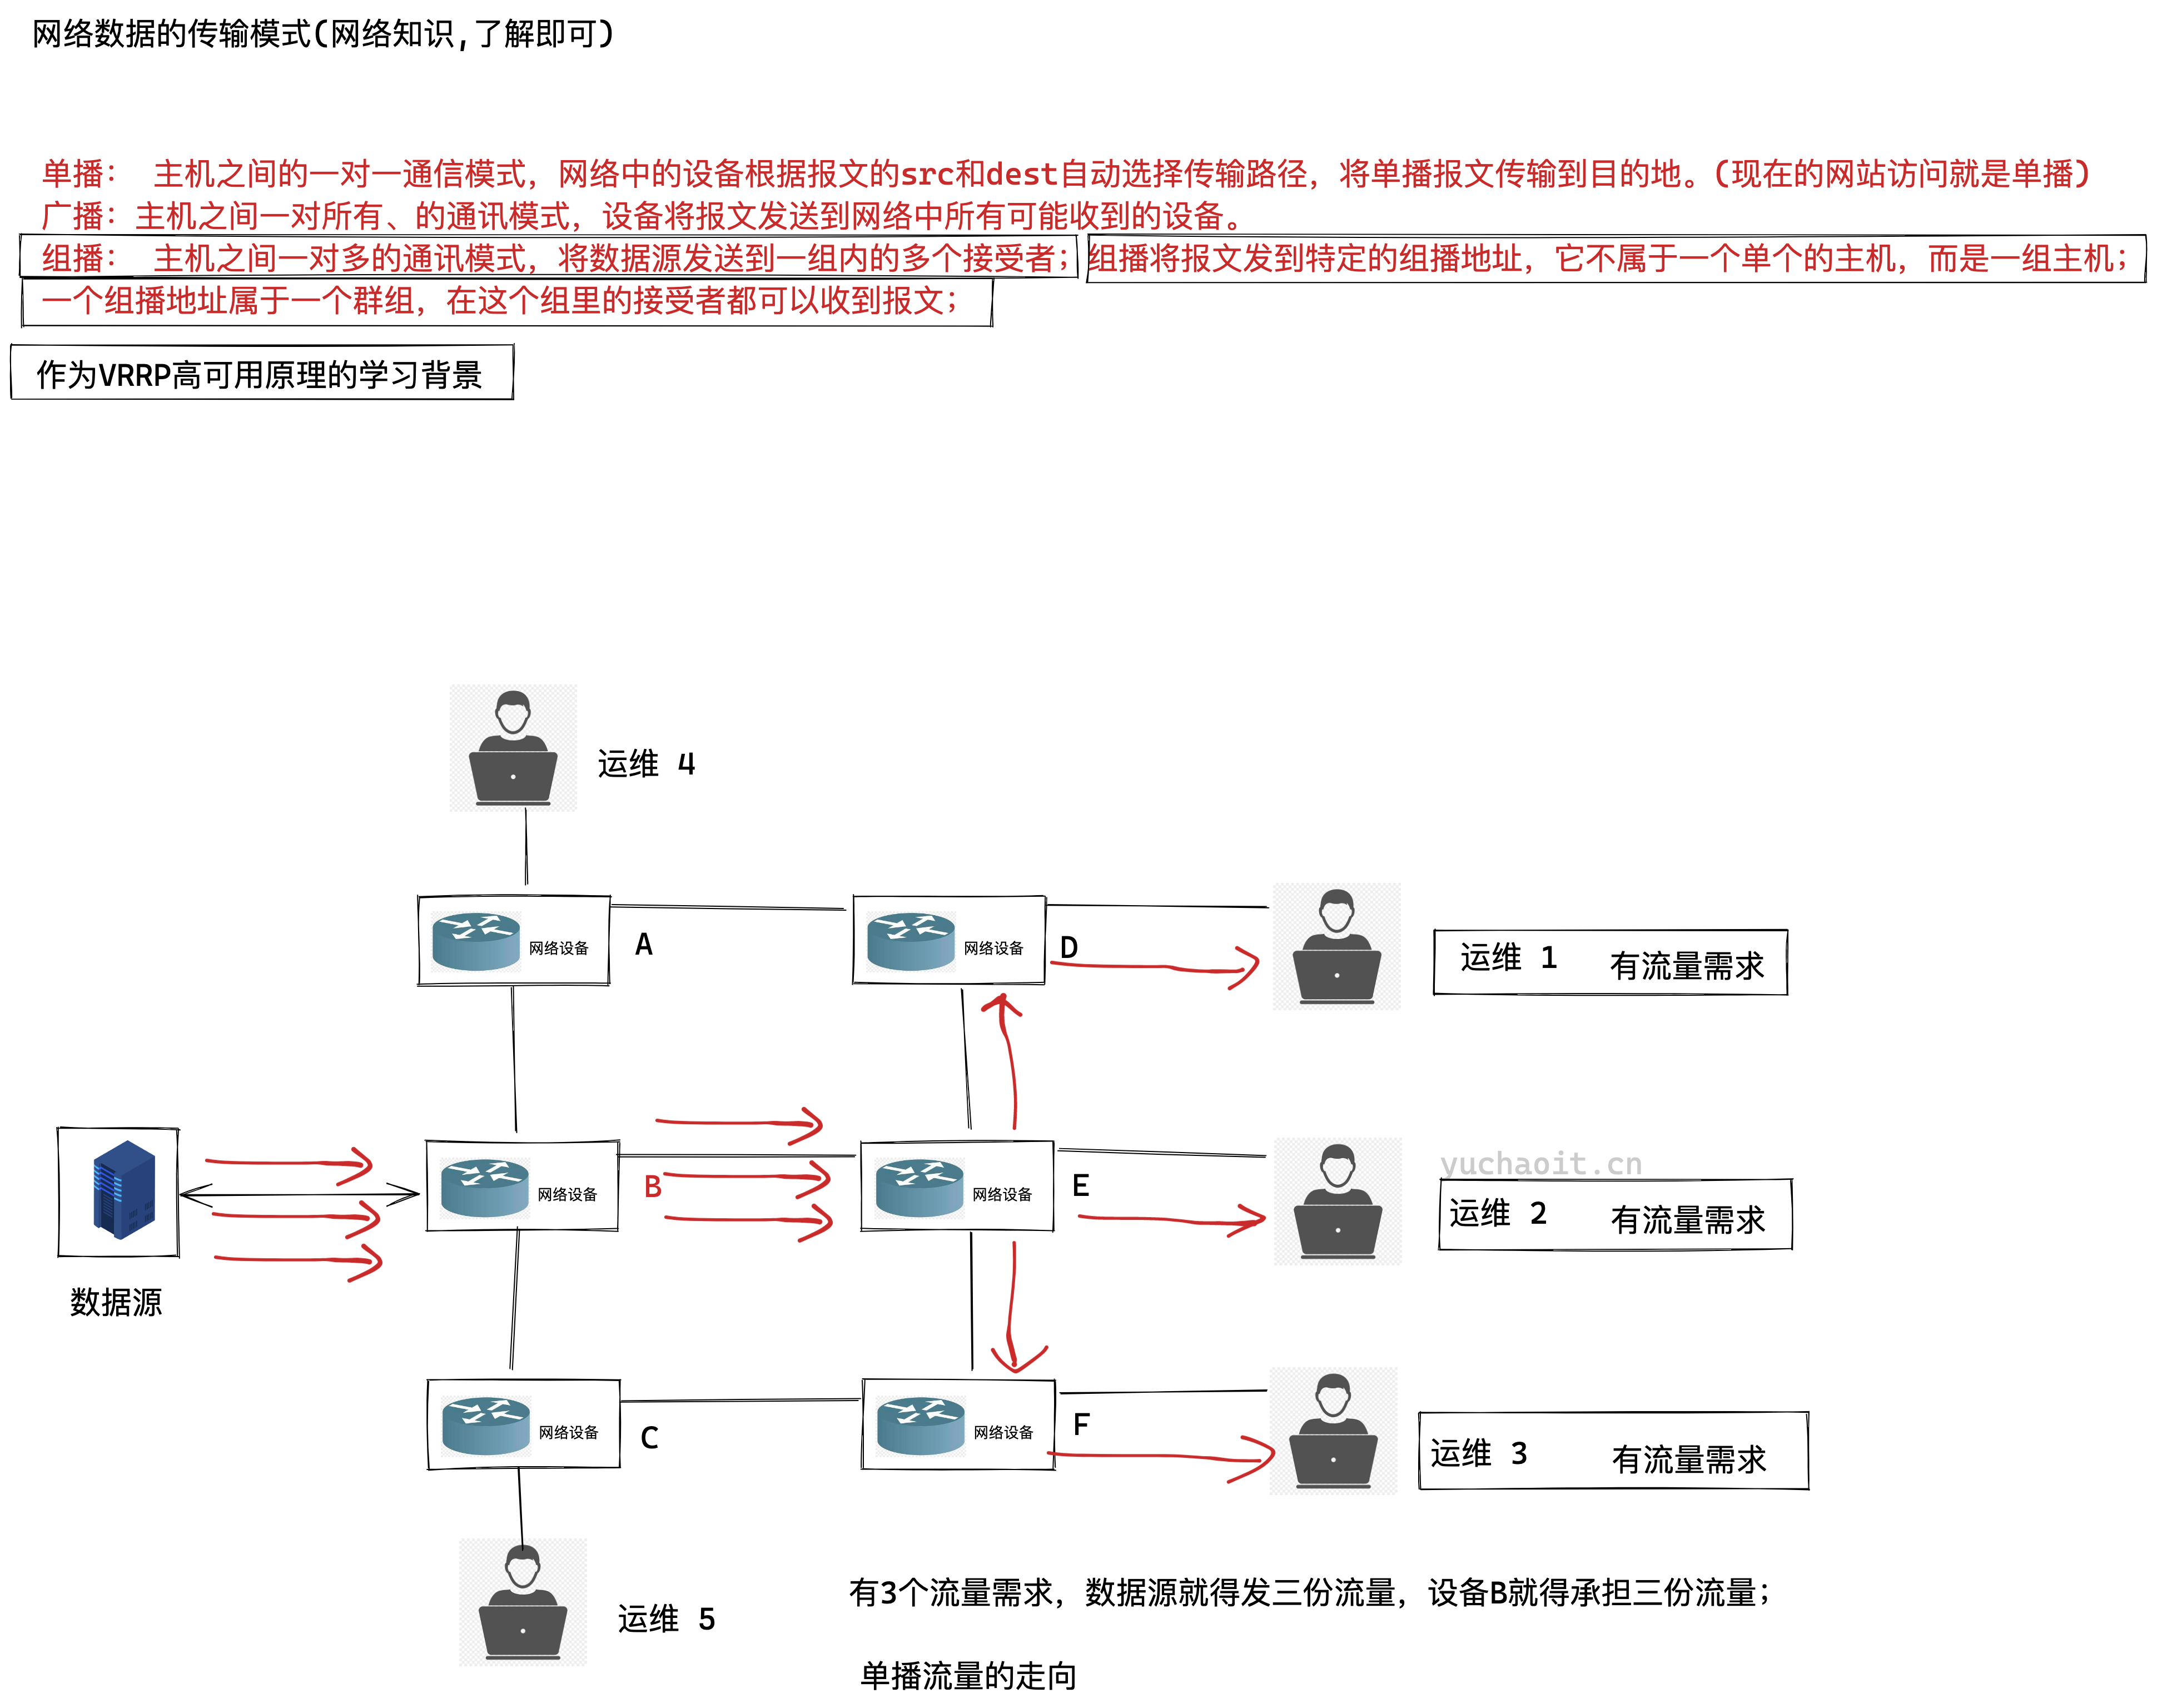 网络数据的传输模式(网络知识,了解即可)
单播： 主机之间的一对一通信模式，网络中的设备根据报文的src和dest自动选择传输路径，将单播报文传输到目的地。(现在的网站访问就是单播)
广播：主机之间一对所有、的通讯模式，设备将报文发送到网络中所有可能收到的设备。
组播： 主机之间一对多的通讯模式，将数据源发送到一组内的多个接受者；组播将报文发到特定的组播地址，它不属于一个单个的主机，而是一组主机；
一个组播地址属于一个群组，在这个组里的接受者都可以收到报文；
作为VRRP高可用原理的学习背景
运维 4
网络设备
A
网络设备
D
运维 1 有流量需求
数据源
网络设备
B
网络设备
E
yuchaoit.cn
运维 2 有流量需求
网络设备
C
网络设备
F
运维 3 有流量需求
运维 5
有3个流量需求，数据源就得发三份流量，设备B就得承担三份流量；
单播流量的走向